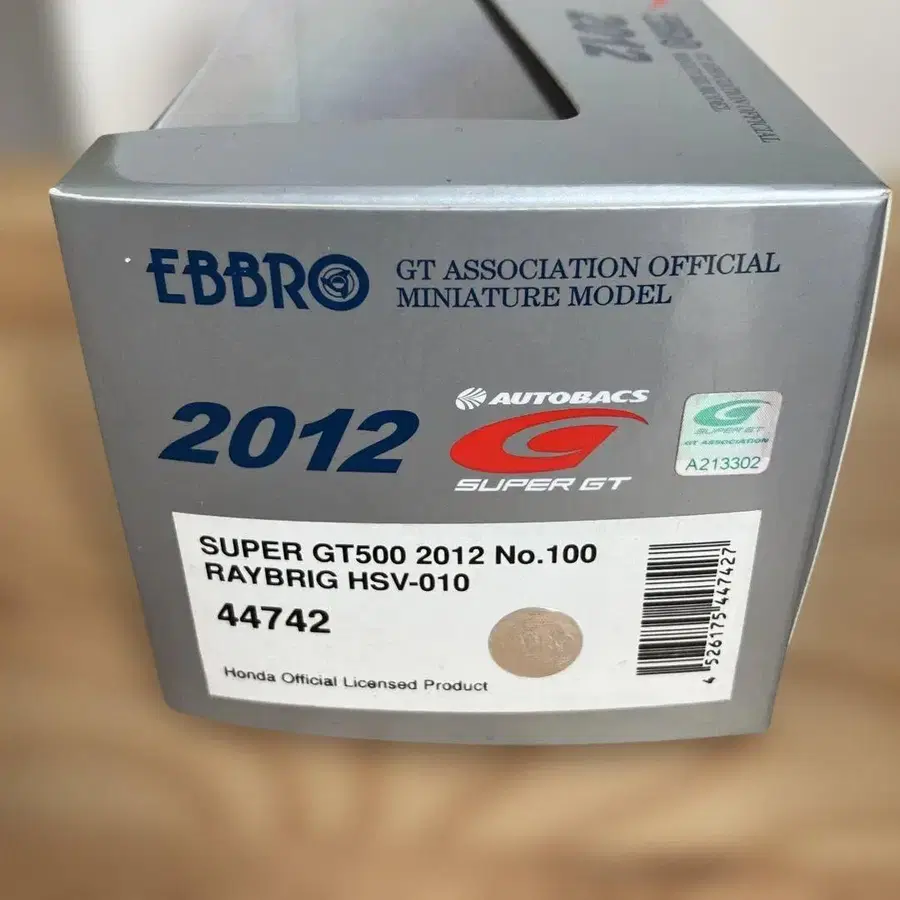 2012
EBBRO
GT ASSOCIATION OFFICIAL
MINIATURE MODEL
2012
AUTOBACS
SUPER GT
SUPER GT
GT ASSOCIATION
A213302
SUPER GT500 2012 No.100
RAYBRIG HSV-010
44742
Honda Official Licensed Product
4 526175 447427